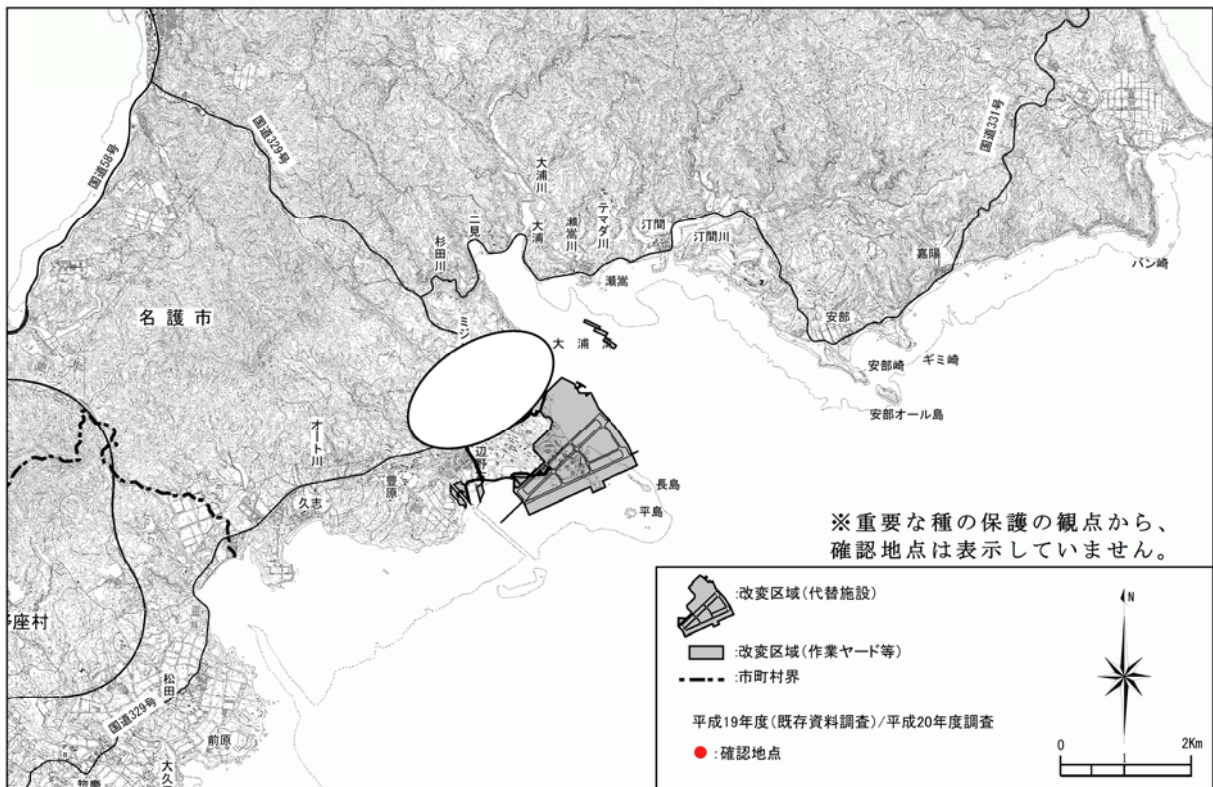 国道58号
国道329号
国道331号
大浦川
二見
大浦
瀬嵩川
テマダ川
汀間
汀間川
杉田川
瀬嵩
嘉陽
バン崎
名護市
ミジ
大浦
安部
安部崎
ギミ崎
安部オール島
オート川
辺野
豊原
久志
長島
平島
※重要な種の保護の観点から、
確認地点は表示していません。
座村
松田
国道329号
前原
大久
惣慶
:改変区域(代替施設)
:改変区域(作業ヤード等)
:市町村界
平成19年度(既存資料調査)/平成20年度調査
:確認地点
N
0 1 2Km